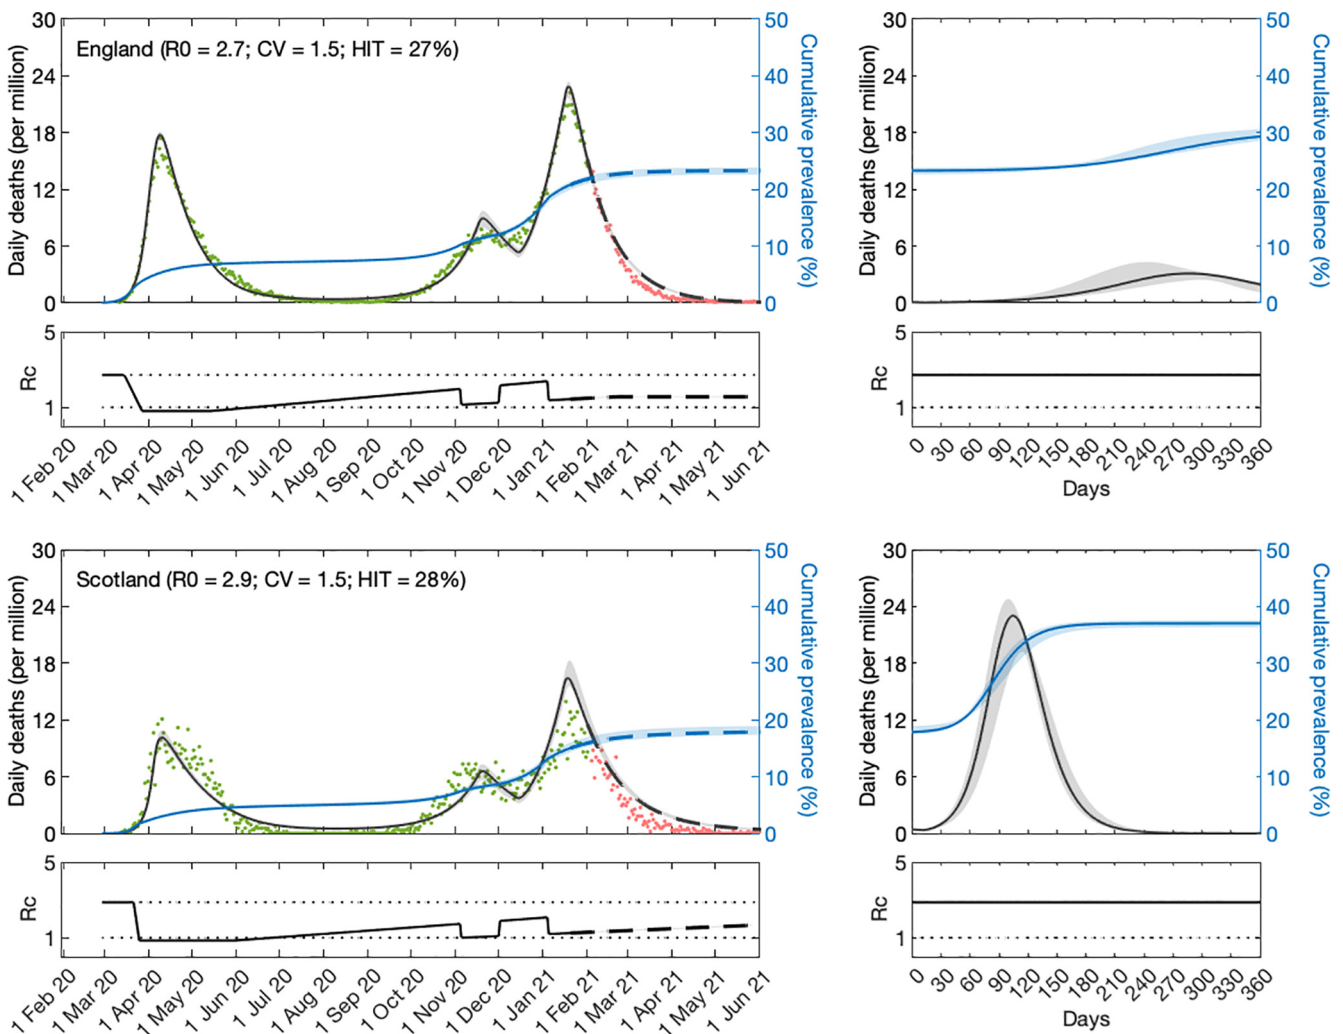 England (R0 = 2.7; CV = 1.5; HIT = 27%)
Daily deaths (per million)
30
24
18
12
6
0
50
40
30
20
10
0
Cumulative prevalence (%)
Daily deaths (per million)
30
24
18
12
6
0
50
40
30
20
10
0
Cumulative prevalence (%)
Rc
5
1
1 Feb 20
1 Mar 20
1 Apr 20
1 May 20
1 Jun 20
1 Jul 20
1 Aug 20
1 Sep 20
1 Oct 20
1 Nov 20
1 Dec 20
1 Jan 21
1 Feb 21
1 Mar 21
1 Apr 21
1 May 21
1 Jun 21
Rc
5
1
0
30
60
90
120
150
180
210
240
270
300
330
360
Days
Scotland (R0 = 2.9; CV = 1.5; HIT = 28%)
Daily deaths (per million)
30
24
18
12
6
0
50
40
30
20
10
0
Cumulative prevalence (%)
Daily deaths (per million)
30
24
18
12
6
0
50
40
30
20
10
0
Cumulative prevalence (%)
Rc
5
1
1 Feb 20
1 Mar 20
1 Apr 20
1 May 20
1 Jun 20
1 Jul 20
1 Aug 20
1 Sep 20
1 Oct 20
1 Nov 20
1 Dec 20
1 Jan 21
1 Feb 21
1 Mar 21
1 Apr 21
1 May 21
1 Jun 21
Rc
5
1
0
30
60
90
120
150
180
210
240
270
300
330
360
Days